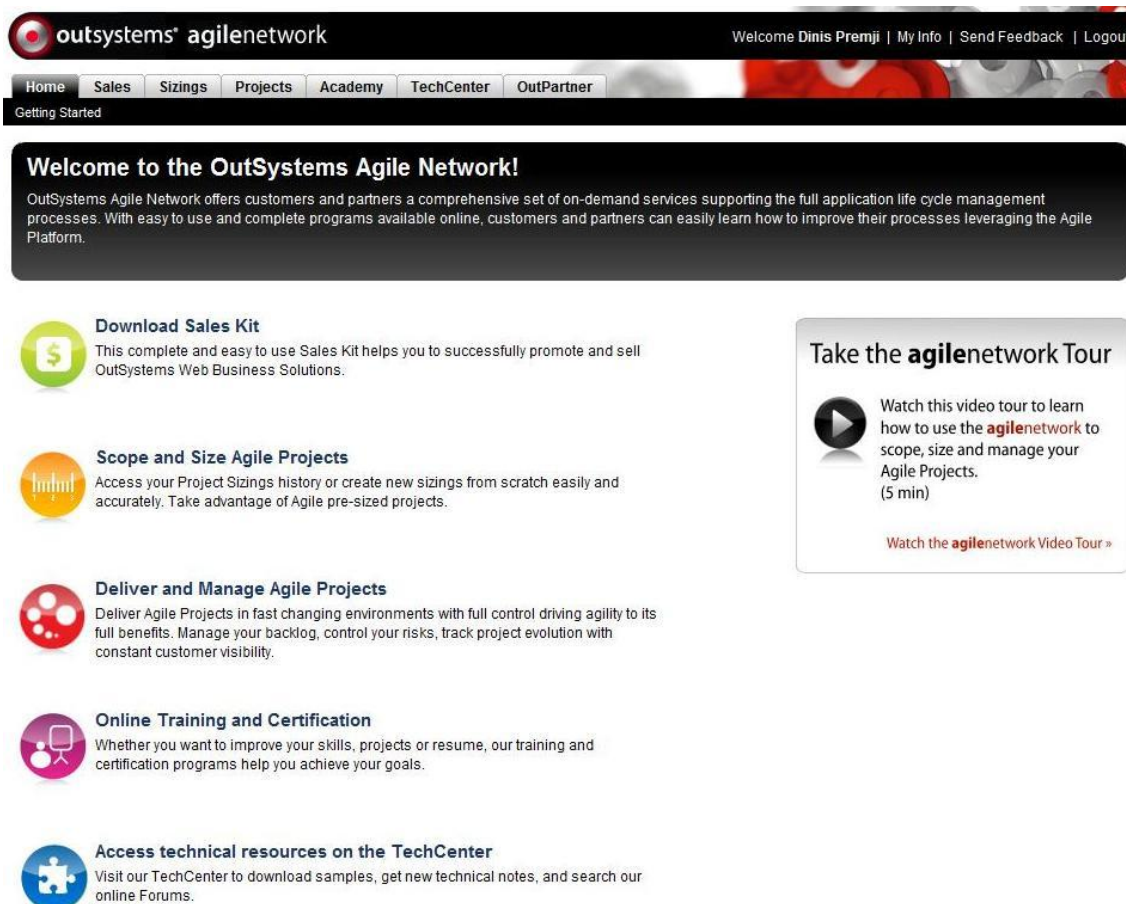 outsystems® agilenetwork
Welcome Dinis Premji | My Info | Send Feedback | Logou
Home Sales Sizings Projects Academy TechCenter OutPartner
Getting Started
Welcome to the OutSystems Agile Network!
OutSystems Agile Network offers customers and partners a comprehensive set of on-demand services supporting the full application life cycle management
processes. With easy to use and complete programs available online, customers and partners can easily learn how to improve their processes leveraging the Agile
Platform.
Download Sales Kit
This complete and easy to use Sales Kit helps you to successfully promote and sell
OutSystems Web Business Solutions.
Scope and Size Agile Projects
Access your Project Sizings history or create new sizings from scratch easily and
accurately. Take advantage of Agile pre-sized projects.
Deliver and Manage Agile Projects
Deliver Agile Projects in fast changing environments with full control driving agility to its
full benefits. Manage your backlog, control your risks, track project evolution with
constant customer visibility.
Online Training and Certification
Whether you want to improve your skills, projects or resume, our training and
certification programs help you achieve your goals.
Access technical resources on the TechCenter
Visit our TechCenter to download samples, get new technical notes, and search our
online Forums.
Take the agilenetwork Tour
Watch this video tour to learn
how to use the agilenetwork to
scope, size and manage your
Agile Projects.
(5 min)
Watch the agilenetwork Video Tour »